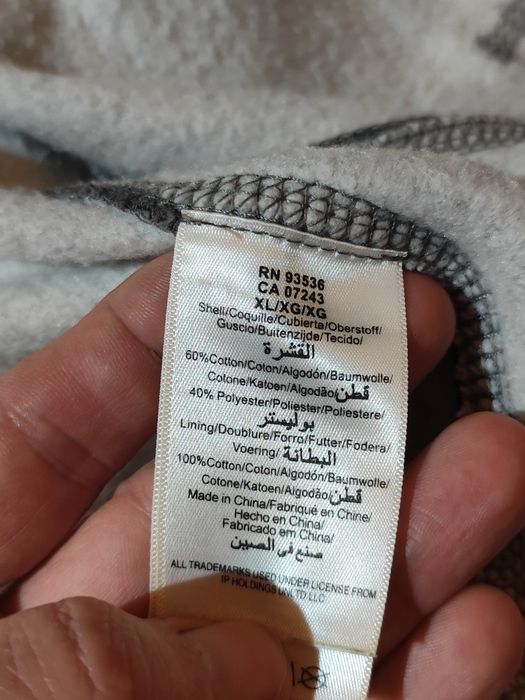 RN 93536
CA 07243
XL/XG/XG
Shell/Coquille/Cubierta/Oberstoff/
Guscio/Buitenzijde/Tecido/
القشرة
60%Cotton/Coton/Algodón/Baumwolle/
Cotone/Katoen/Algodão/قطن
40% Polyester/Poliester/Poliestere/
بوليستر
Lining/Doublure/Forro/Futter/Fodera/
Voering/ البطانة
100%Cotton/Coton/Algodón/Baumwolle/
Cotone/Katoen/Algodão/قطن
Made in China/Fabriqué en Chine/
Hecho en China/
Fabricado em China/
صنع في الصين
ALL TRADEMARKS USED UNDER LICENSE FROM
IP HOLDINGS UNLTD LLC